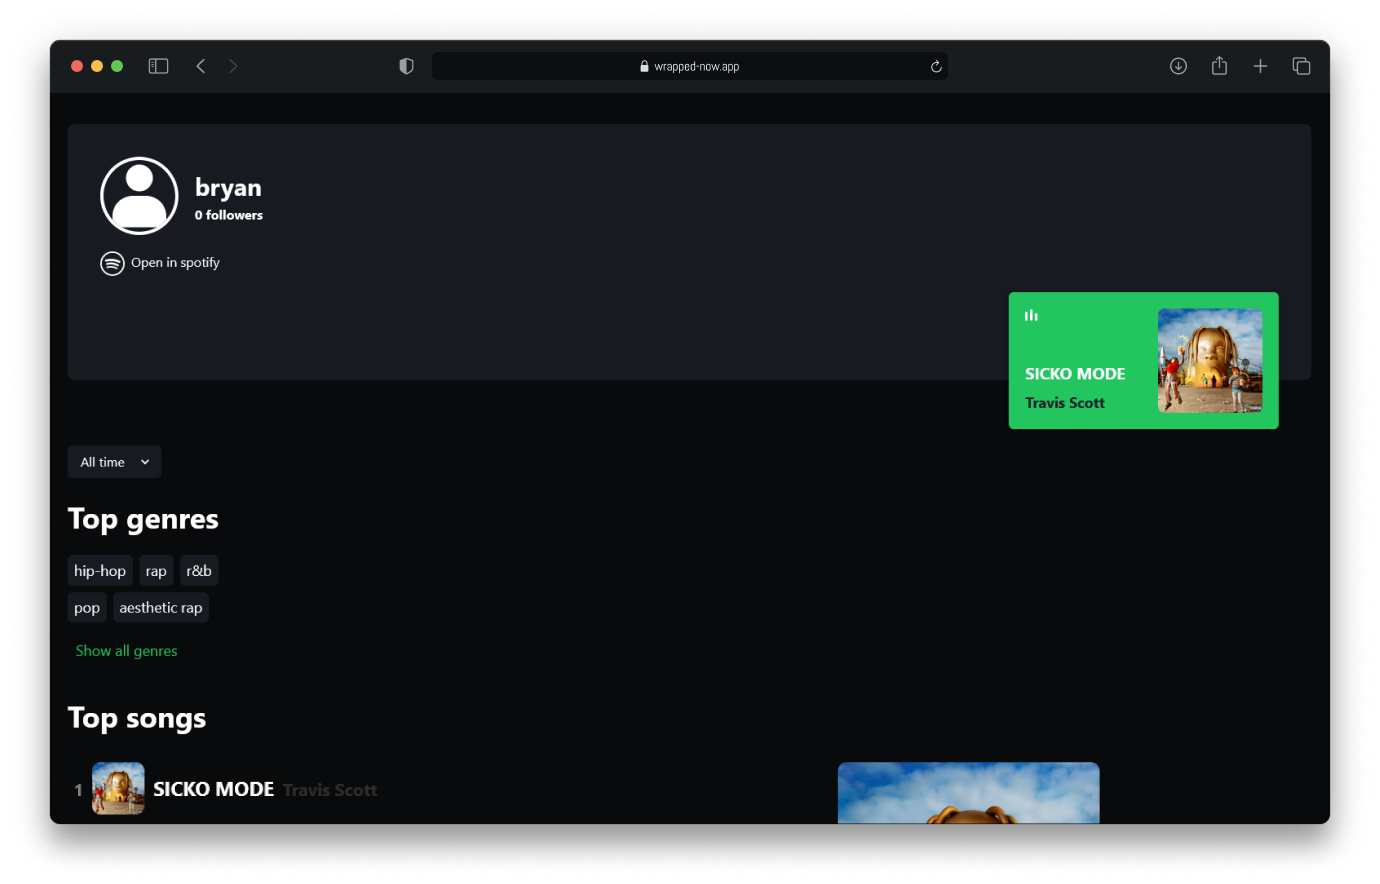 wrapped-now.app
bryan
0 followers
Open in spotify
SICKO MODE
Travis Scott
All time
Top genres
hip-hop rap r&b
pop aesthetic rap
Show all genres
Top songs
1 SICKO MODE Travis Scott